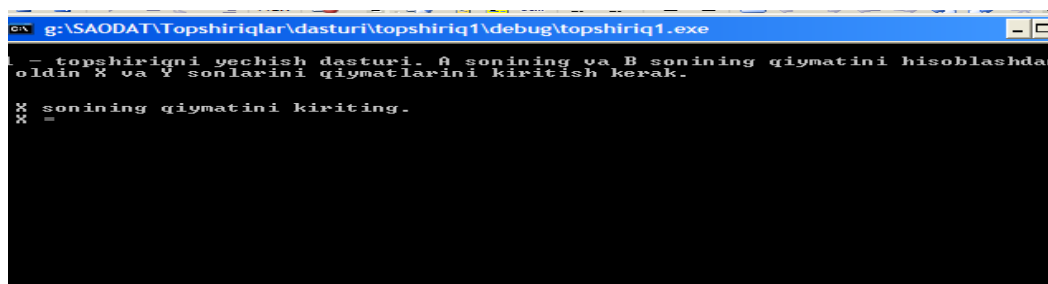 g:\SAODAT\Topshiriqlar\dasturi\topshiriq1\debug\topshiriq1.exe
1 - topshiriqni yechish dasturi. A sonining va B sonining qiymatini hisoblashda
oldin X va Y sonlarini qiymatlarini kiritish kerak.
X sonining qiymatini kiriting.
X =